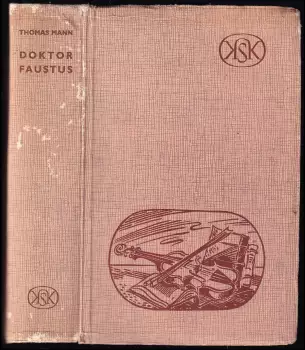 THOMAS MANN
DOKTOR
FAUSTUS
KSK
KSK